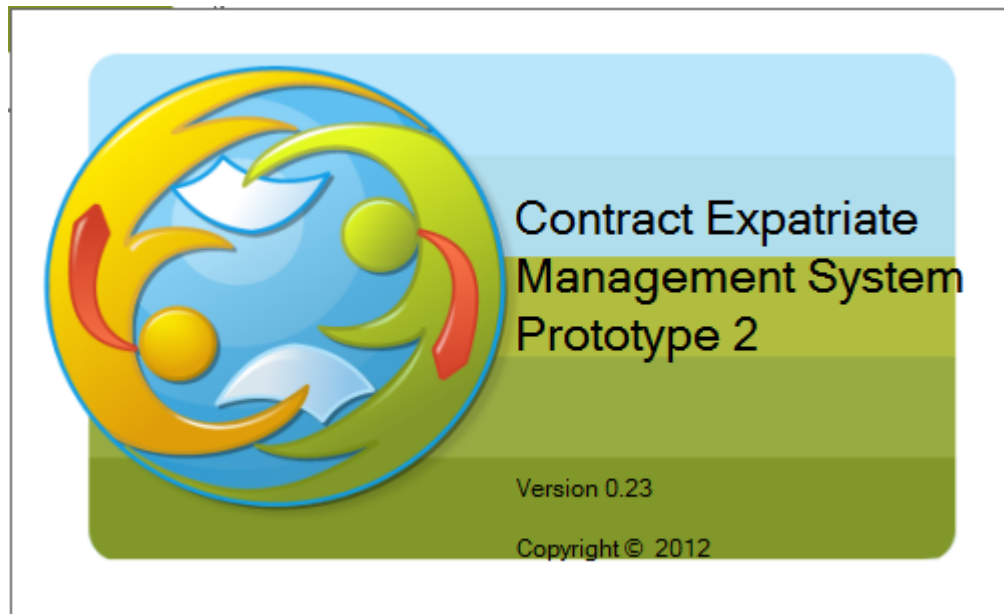 Contract Expatriate
Management System
Prototype 2
Version 0.23
Copyright © 2012